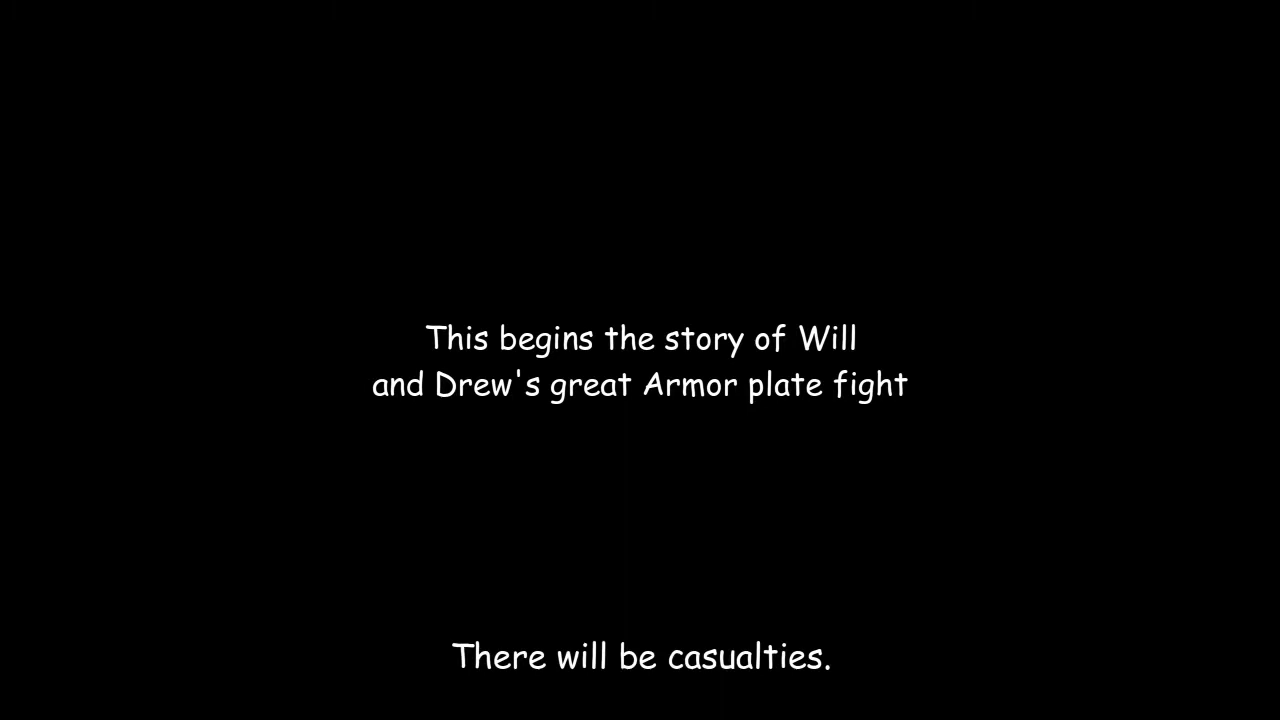 This begins the story of Will
and Drew's great Armor plate fight
There will be casualties.